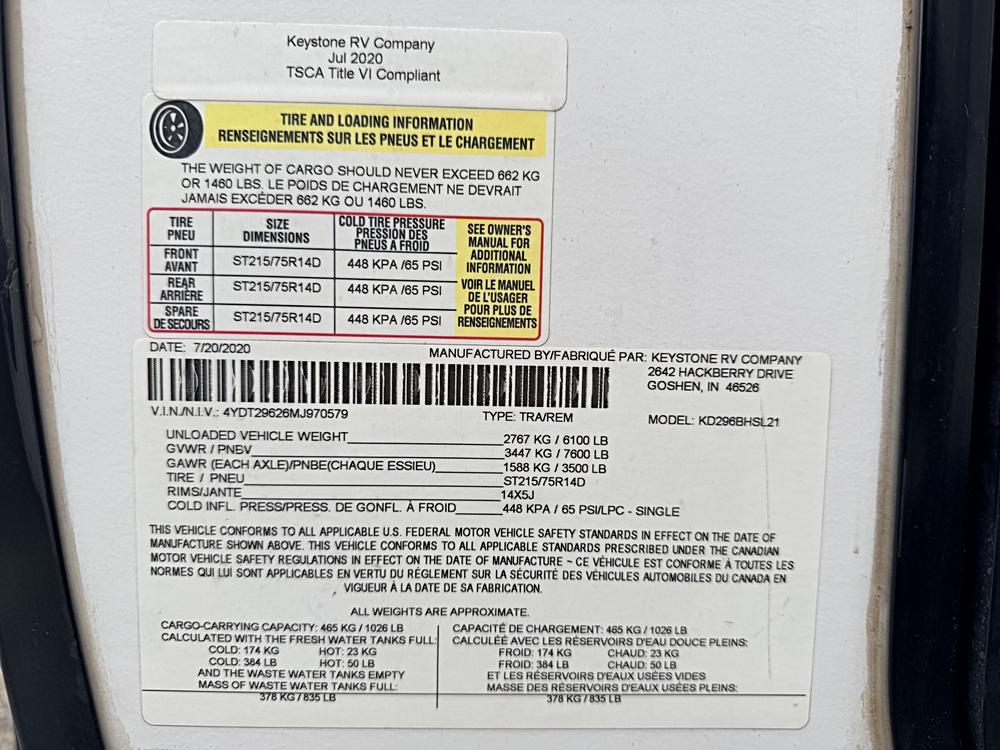 Keystone RV Company
Jul 2020
TSCA Title VI Compliant
TIRE AND LOADING INFORMATION
RENSEIGNEMENTS SUR LES PNEUS ET LE CHARGEMENT
THE WEIGHT OF CARGO SHOULD NEVER EXCEED 662 KG
OR 1460 LBS. LE POIDS DE CHARGEMENT NE DEVRAIT
JAMAIS EXCÉDER 662 KG OU 1460 LBS.
TIRE
PNEU
SIZE
DIMENSIONS
COLD TIRE PRESSURE
PRESSION DES
PNEUS A FROID
SEE OWNER'S
MANUAL FOR
ADDITIONAL
INFORMATION
VOIR LE MANUEL
DE L'USAGER
POUR PLUS DE
RENSEIGNEMENTS
FRONT
AVANT
ST215/75R14D
448 KPA /65 PSI
REAR
ARRIÈRE
ST215/75R14D
448 KPA /65 PSI
SPARE
DE SECOURS
ST215/75R14D
448 KPA /65 PSI
DATE: 7/20/2020
MANUFACTURED BY/FABRIQUÉ PAR: KEYSTONE RV COMPANY
2642 HACKBERRY DRIVE
GOSHEN, IN 46526
V.I.N./N.I.V.: 4YDT29626MJ970579
TYPE: TRA/REM
MODEL: KD296BHSL21
UNLOADED VEHICLE WEIGHT 2767 KG / 6100 LB
GVWR / PNBV 3447 KG / 7600 LB
GAWR (EACH AXLE)/PNBE(CHAQUE ESSIEU) 1588 KG / 3500 LB
TIRE / PNEU ST215/75R14D
RIMS/JANTE 14X5J
COLD INFL. PRESS/PRESS. DE GONFL. À FROID 448 KPA / 65 PSI/LPC - SINGLE
THIS VEHICLE CONFORMS TO ALL APPLICABLE U.S. FEDERAL MOTOR VEHICLE SAFETY STANDARDS IN EFFECT ON THE DATE OF
MANUFACTURE SHOWN ABOVE. THIS VEHICLE CONFORMS TO ALL APPLICABLE STANDARDS PRESCRIBED UNDER THE CANADIAN
MOTOR VEHICLE SAFETY REGULATIONS IN EFFECT ON THE DATE OF MANUFACTURE ~ CE VÉHICULE EST CONFORME À TOUTES LES
NORMES QUI LUI SONT APPLICABLES EN VERTU DU RÉGLEMENT SUR LA SÉCURITÉ DES VÉHICULES AUTOMOBILES DU CANADA EN
VIGUEUR À LA DATE DE SA FABRICATION.
ALL WEIGHTS ARE APPROXIMATE.
CARGO-CARRYING CAPACITY: 465 KG / 1026 LB
CALCULATED WITH THE FRESH WATER TANKS FULL:
COLD: 174 KG HOT: 23 KG
COLD: 384 LB HOT: 50 LB
AND THE WASTE WATER TANKS EMPTY
MASS OF WASTE WATER TANKS FULL:
378 KG / 835 LB
CAPACITÉ DE CHARGEMENT: 465 KG / 1026 LB
CALCULÉE AVEC LES RÉSERVOIRS D'EAU DOUCE PLEINS:
FROID: 174 KG CHAUD: 23 KG
FROID: 384 LB CHAUD: 50 LB
ET LES RÉSERVOIRS D'EAUX USÉES VIDES
MASSE DES RÉSERVOIRS D'EAUX USÉES PLEINS:
378 KG / 835 LB